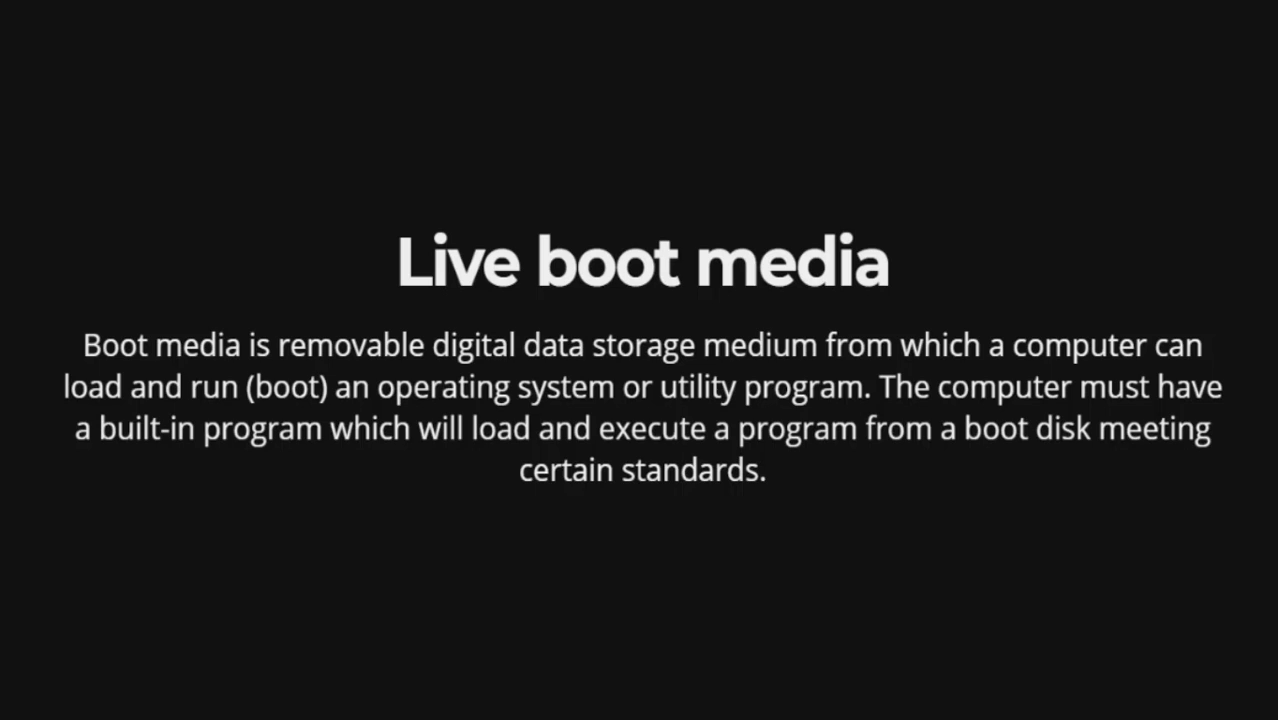 Live boot media
Boot media is removable digital data storage medium from which a computer can
load and run (boot) an operating system or utility program. The computer must have
a built-in program which will load and execute a program from a boot disk meeting
certain standards.